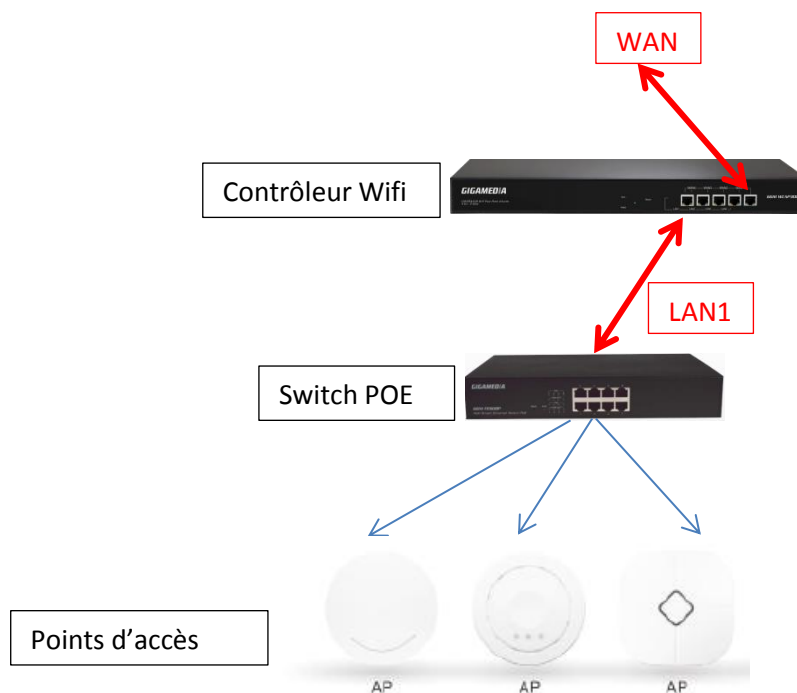 WAN
Contrôleur Wifi
GIGAMEDIA
LAN1
Switch POE
GIGAMEDIA
Points d'accès
AP
AP
AP